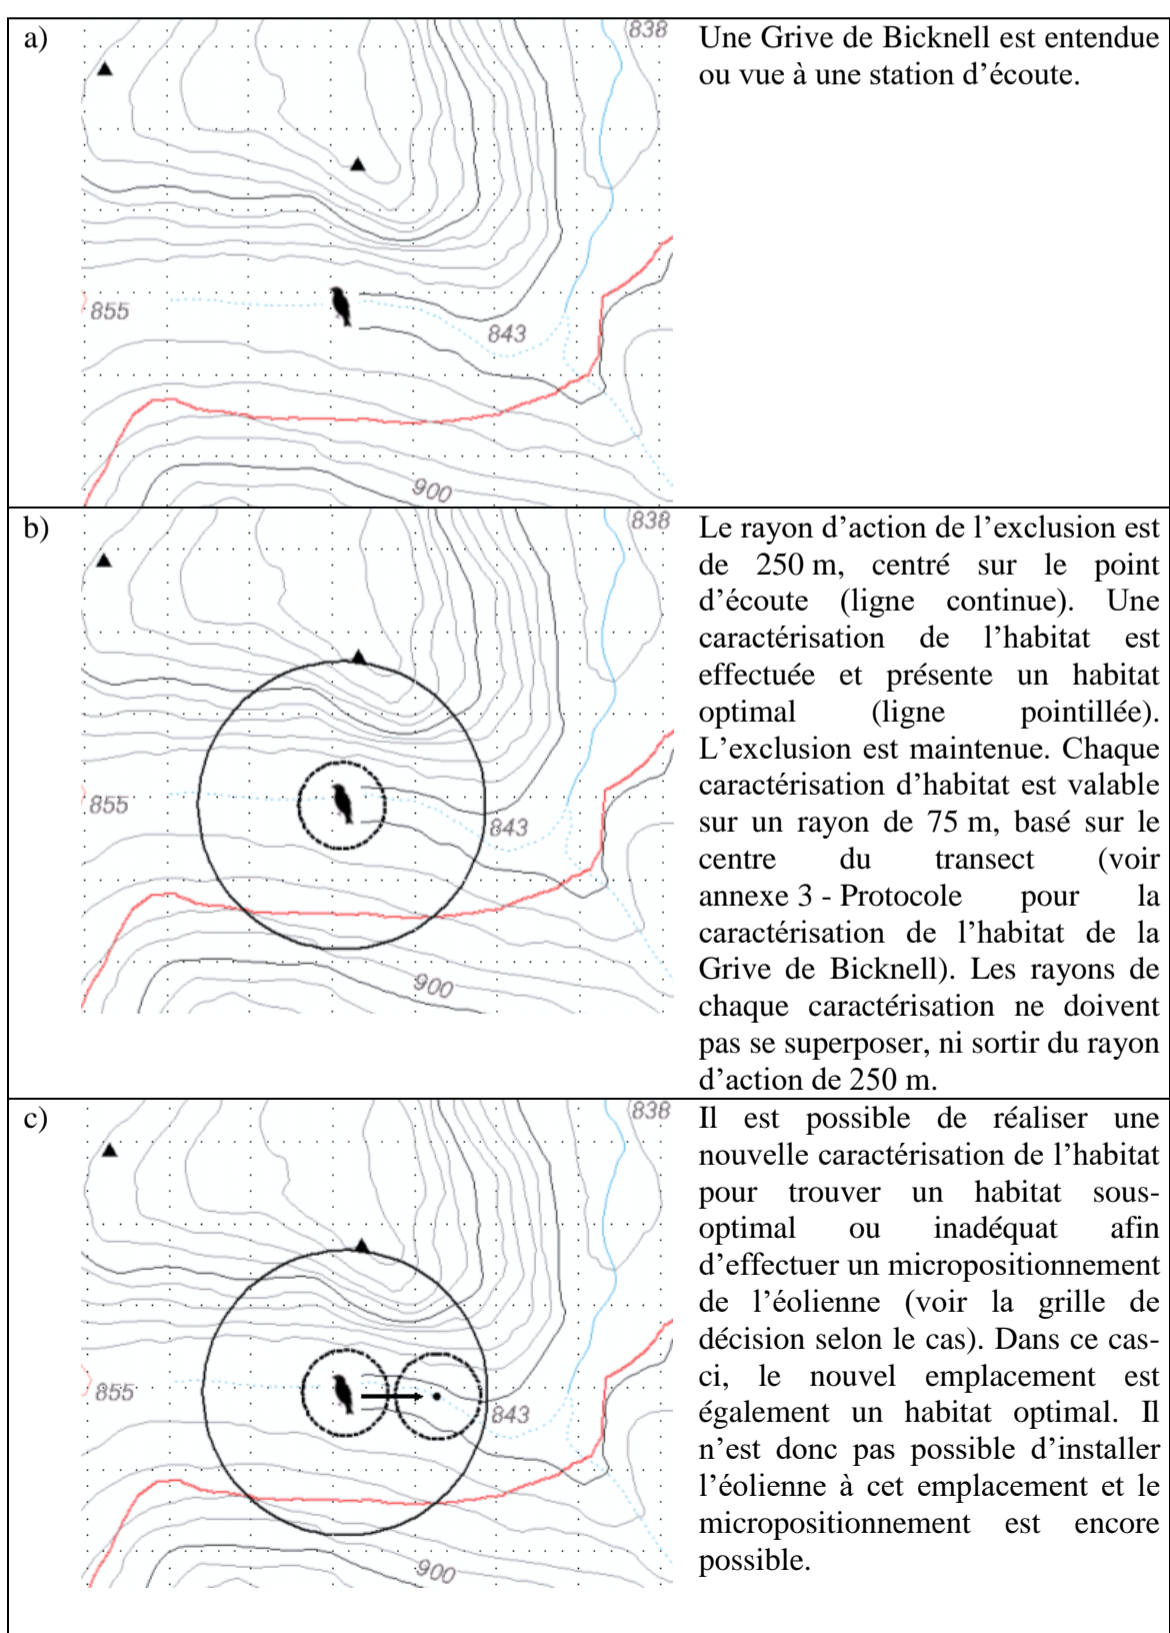 a)
838
855
843
900
Une Grive de Bicknell est entendue
ou vue à une station d’écoute.
b)
838
855
843
900
Le rayon d’action de l’exclusion est
de 250 m, centré sur le point
d’écoute (ligne continue). Une
caractérisation de l’habitat est
effectuée et présente un habitat
optimal (ligne pointillée).
L’exclusion est maintenue. Chaque
caractérisation d’habitat est valable
sur un rayon de 75 m, basé sur le
centre du transect (voir
annexe 3 - Protocole pour la
caractérisation de l’habitat de la
Grive de Bicknell). Les rayons de
chaque caractérisation ne doivent
pas se superposer, ni sortir du rayon
d’action de 250 m.
c)
838
855
843
900
Il est possible de réaliser une
nouvelle caractérisation de l’habitat
pour trouver un habitat sous-
optimal ou inadéquat afin
d’effectuer un micropositionnement
de l’éolienne (voir la grille de
décision selon le cas). Dans ce cas-
ci, le nouvel emplacement est
également un habitat optimal. Il
n’est donc pas possible d’installer
l’éolienne à cet emplacement et le
micropositionnement est encore
possible.